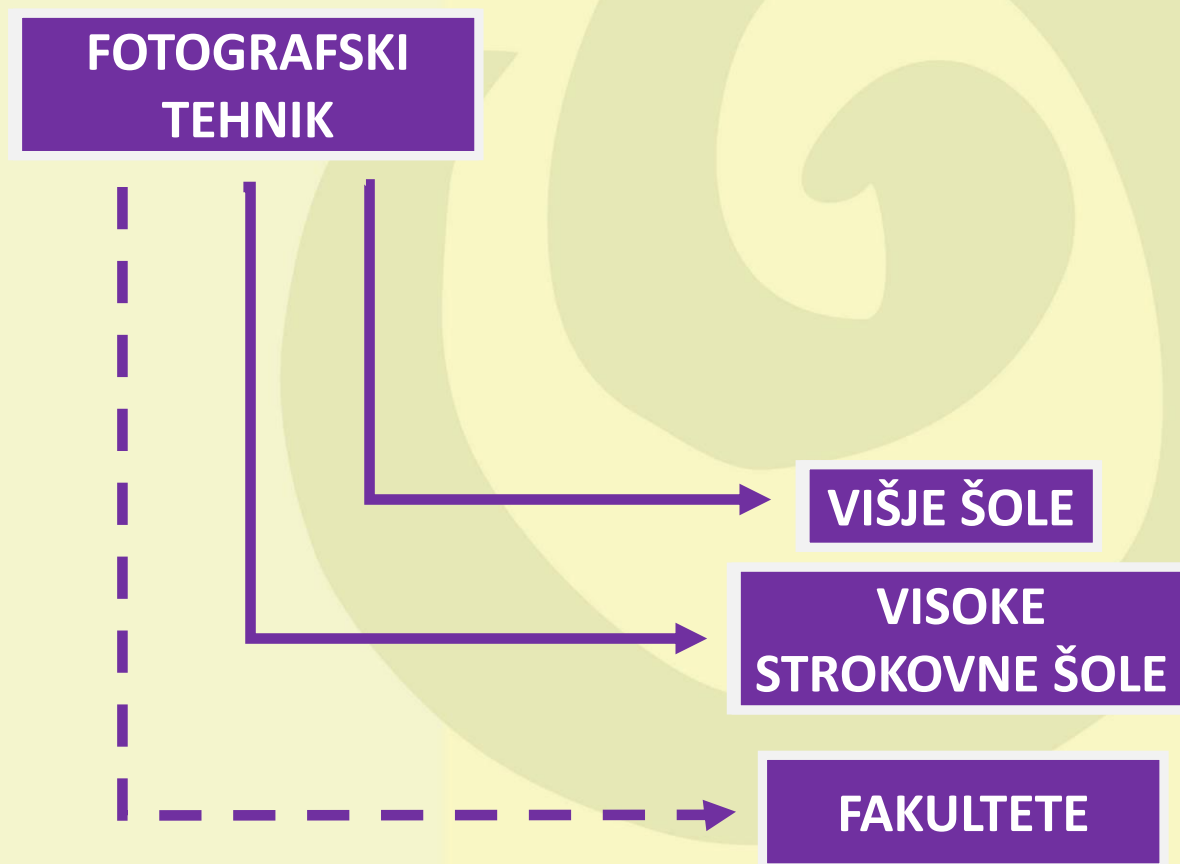 FOTOGRAFSKI
TEHNIK
VIŠJE ŠOLE
VISOKE
STROKOVNE ŠOLE
FAKULTETE